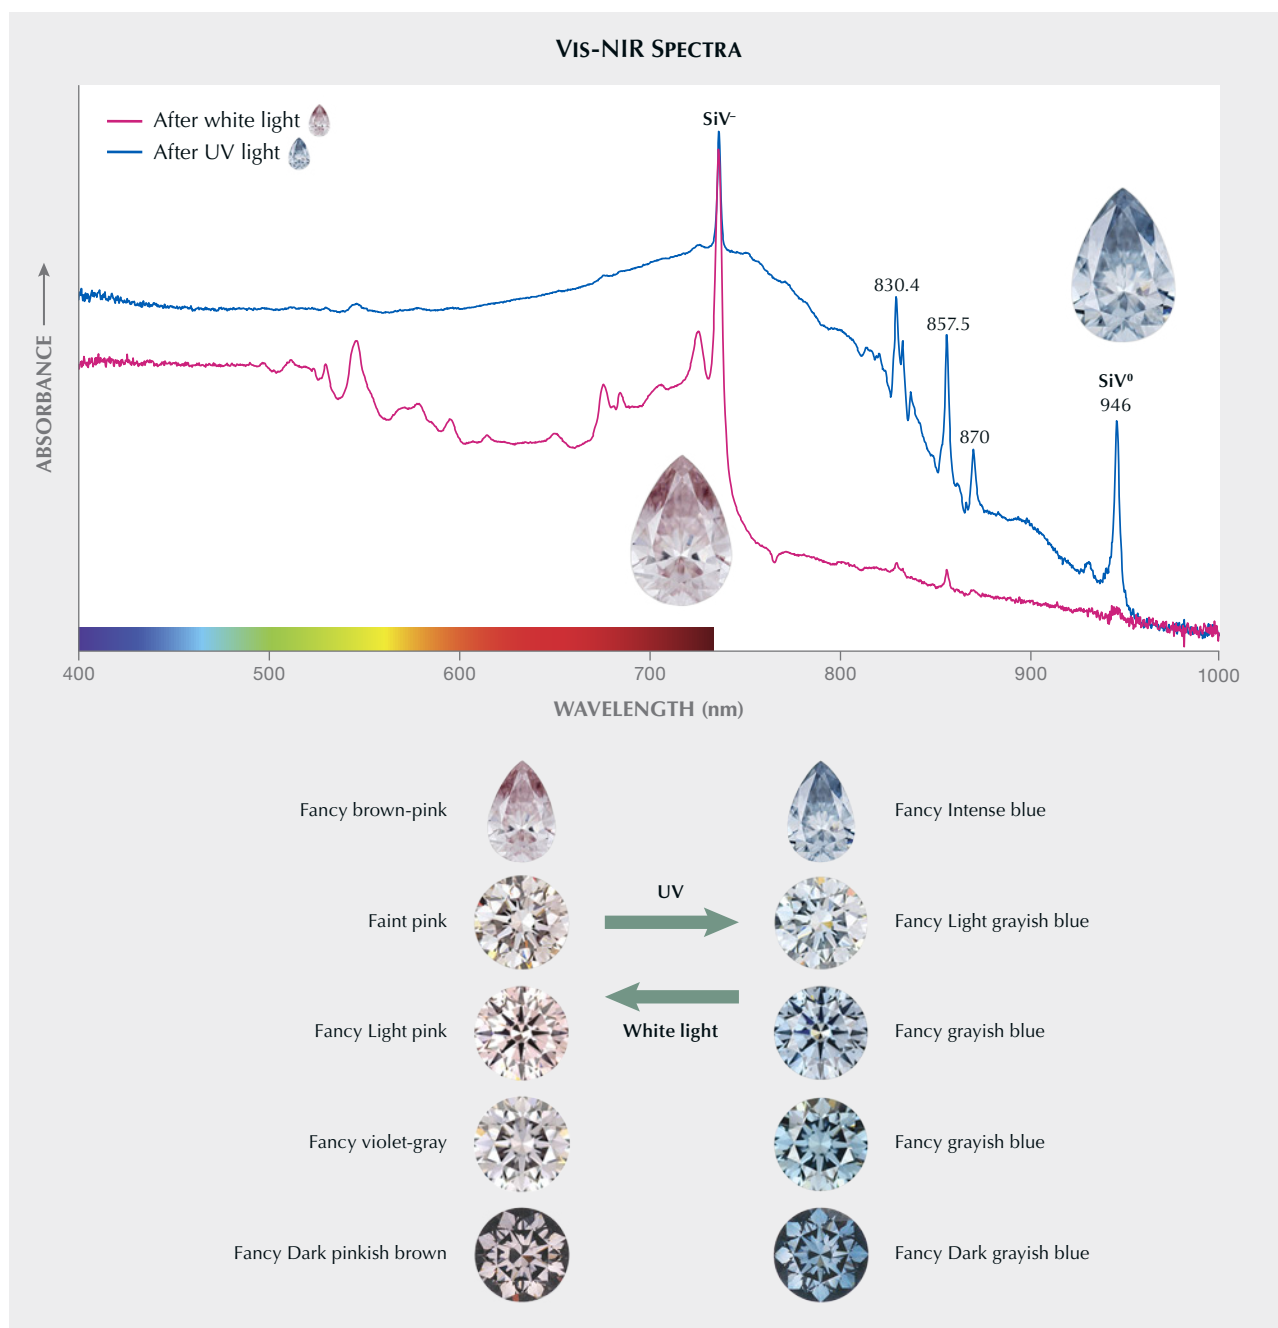 VIS-NIR SPECTRA
After white light
After UV light
SiV⁻
830.4
857.5
SiV⁰
946
870
ABSORBANCE
400 500 600 700 800 900 1000
WAVELENGTH (nm)
Fancy brown-pink
Fancy Intense blue
UV
Faint pink
Fancy Light grayish blue
Fancy Light pink
White light
Fancy grayish blue
Fancy violet-gray
Fancy grayish blue
Fancy Dark pinkish brown
Fancy Dark grayish blue